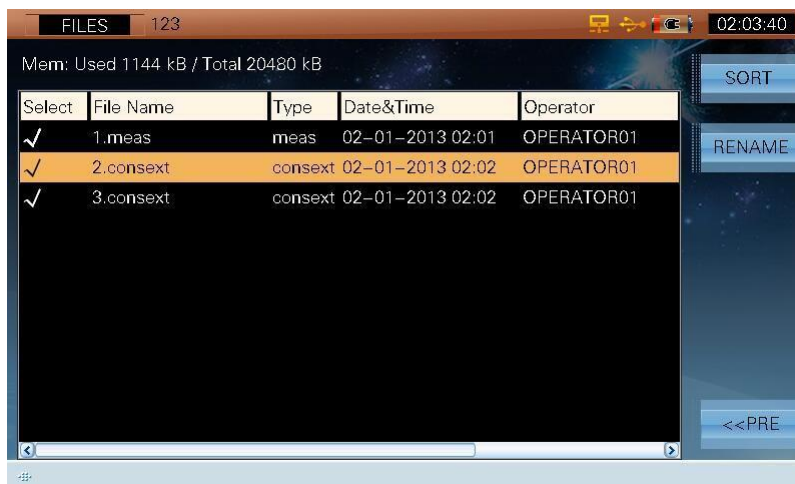 FILES 123 02:03:40
Mem: Used 1144 kB / Total 20480 kB
SORT
Select File Name Type Date&Time Operator
1.meas meas 02-01-2013 02:01 OPERATOR01
RENAME
2.consext consext 02-01-2013 02:02 OPERATOR01
3.consext consext 02-01-2013 02:02 OPERATOR01
<<PRE